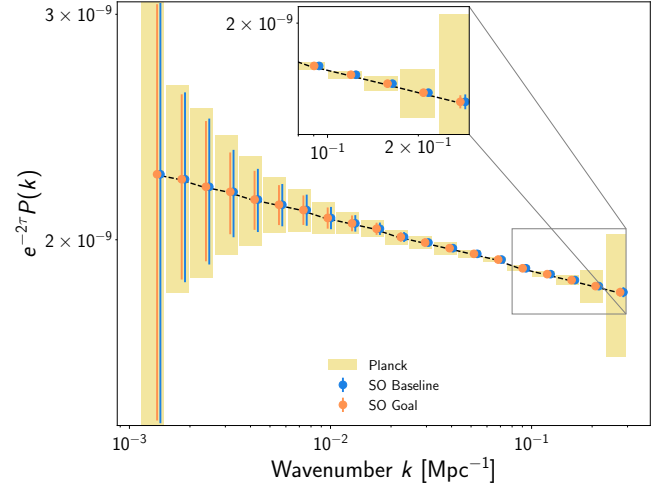 3 × 10⁻⁹
2 × 10⁻⁹
e⁻²ᵗP(k)
2 × 10⁻⁹
10⁻¹
2 × 10⁻¹
Planck
SO Baseline
SO Goal
10⁻³
10⁻²
10⁻¹
Wavenumber k [Mpc⁻¹]